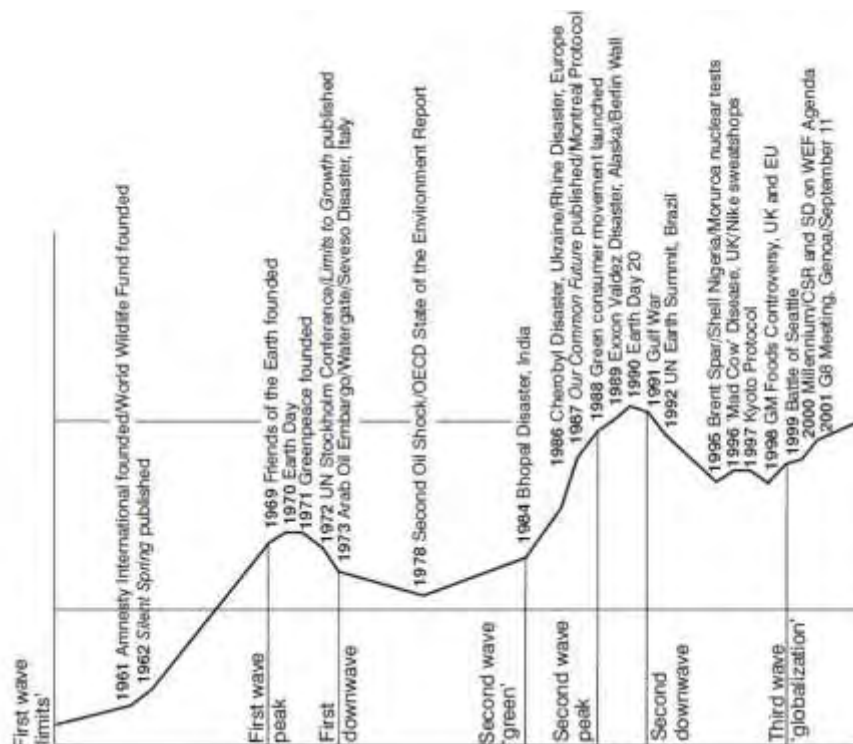 First wave
limits'
1961 Amnesty International founded/World Wildlife Fund founded
1962 Silent Spring published
First wave
peak
1969 Friends of the Earth founded
1970 Earth Day
1971 Greenpeace founded
First
downwave
1972 UN Stockholm Conference/Limits to Growth published
1973 Arab Oil Embargo/Watergate/Seveso Disaster, Italy
1978 Second Oil Shock/OECD State of the Environment Report
Second wave
'green'
1984 Bhopal Disaster, India
1986 Cherobyl Disaster, Ukraine/Rhine Disaster, Europe
1987 Our Common Future published/Montreal Protocol
Second wave
peak
1988 Green consumer movement launched
1989 Exxon Valdez Disaster, Alaska/Berlin Wall
1990 Earth Day 20
Second
downwave
1991 Gulf War
1992 UN Earth Summit, Brazil
1995 Brent Spar/Shell Nigeria/Moruroa nuclear tests
1996 'Mad Cow' Disease, UK/Nike sweatshops
1997 Kyoto Protocol
1998 GM Foods Controversy, UK and EU
Third wave
'globalization'
1999 Battle of Seattle
2000 Millennium/CSR and SD on WEF Agenda
2001 G8 Meeting, Genoa/September 11